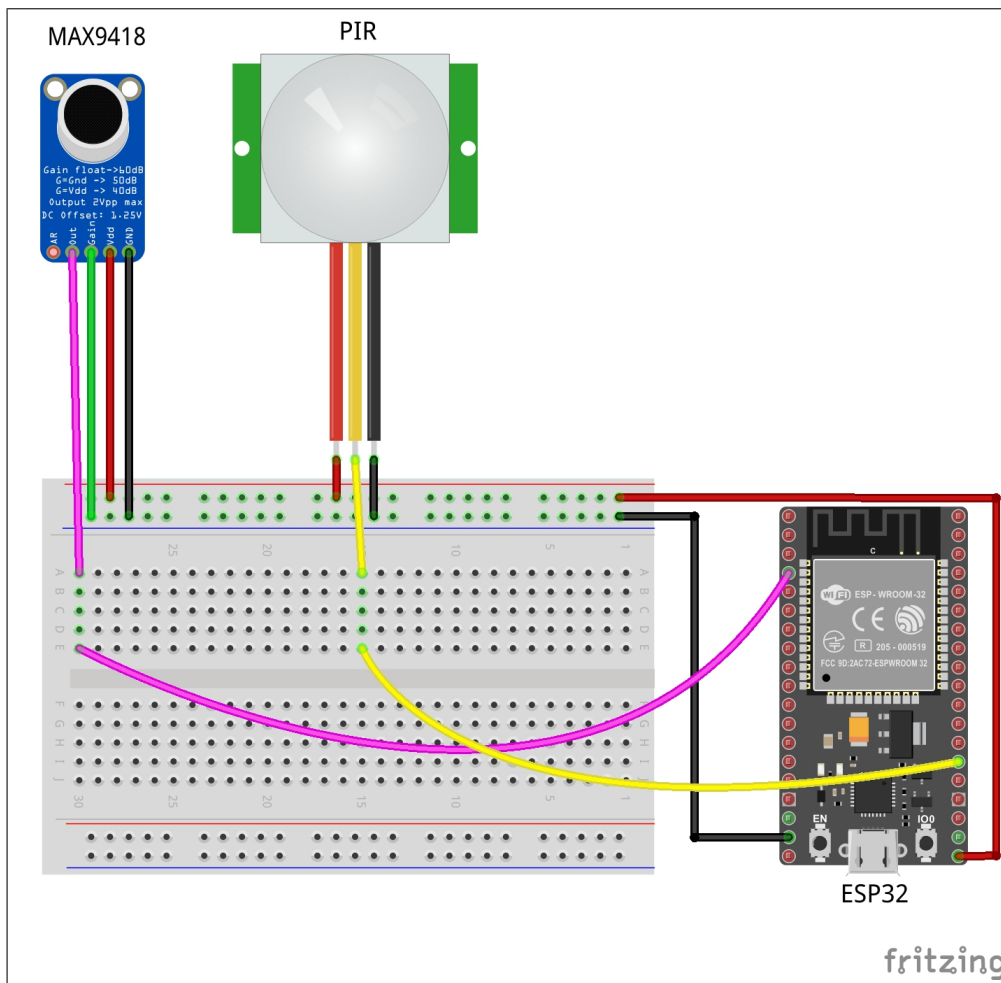 MAX9418
PIR
Gain float->60dB
G=Gnd -> 50dB
G=Vdd -> 40dB
Output 2Vpp max
DC Offset: 1.25V
AR
Out
Gain
Vdd
GND
25
20
15
10
5
1
A
B
C
D
E
A
B
C
D
E
F
G
H
I
J
F
G
H
I
J
30
25
20
15
10
5
1
C
WiFi ESP-WROOM-32
CE
R 205-000519
FCC 9D:2AC72-ESPWROOM 32
EN
IO0
ESP32
fritzing